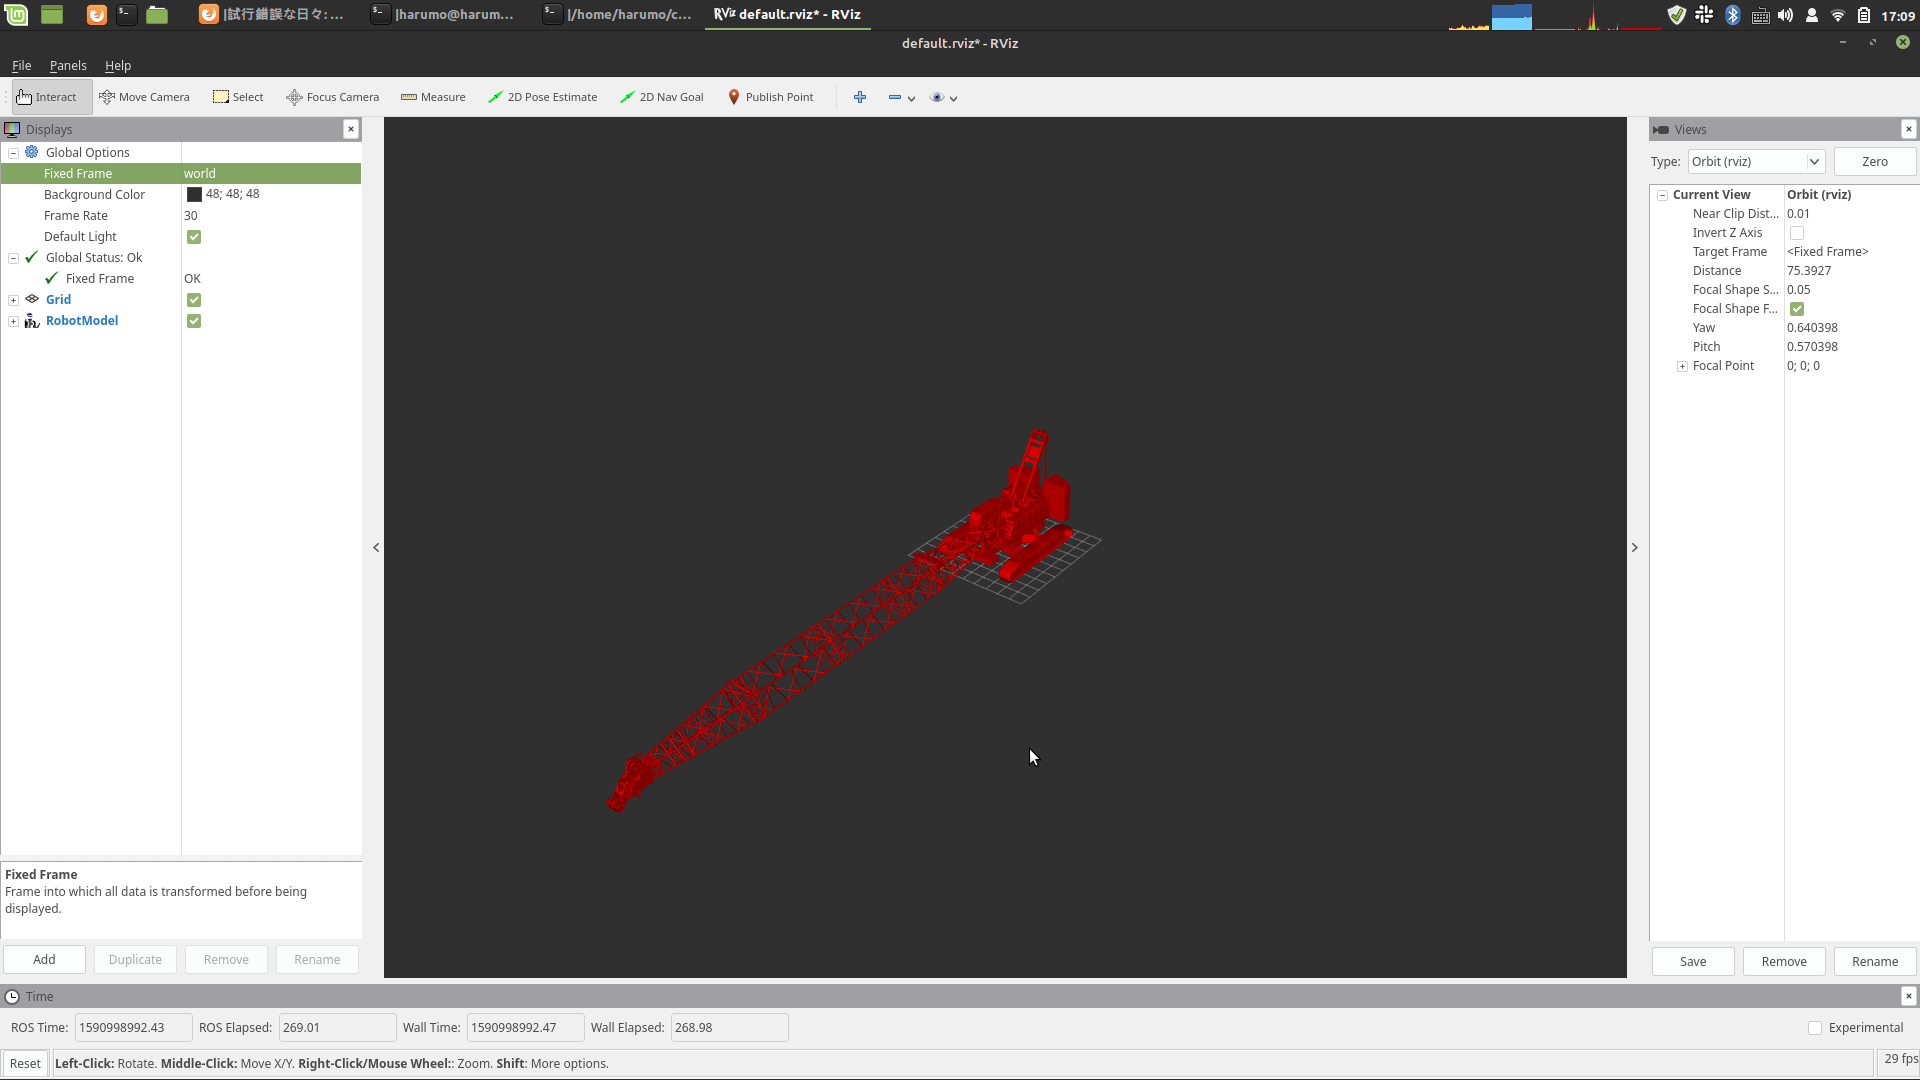 |試行錯誤な日々: ...
|harumo@harum...
|/home/harumo/c...
RViz default.rviz* - RViz
17:09
default.rviz* - RViz
File Panels Help
Interact Move Camera Select Focus Camera Measure 2D Pose Estimate 2D Nav Goal Publish Point
Displays
Global Options
Fixed Frame world
Background Color 48; 48; 48
Frame Rate 30
Default Light
Global Status: Ok
Fixed Frame OK
Grid
RobotModel
Fixed Frame
Frame into which all data is transformed before being
displayed.
Add Duplicate Remove Rename
Views
Type: Orbit (rviz) Zero
Current View Orbit (rviz)
Near Clip Dist... 0.01
Invert Z Axis
Target Frame <Fixed Frame>
Distance 75.3927
Focal Shape S... 0.05
Focal Shape F...
Yaw 0.640398
Pitch 0.570398
Focal Point 0; 0; 0
Save Remove Rename
Time
ROS Time: 1590998992.43 ROS Elapsed: 269.01 Wall Time: 1590998992.47 Wall Elapsed: 268.98 Experimental
Reset Left-Click: Rotate. Middle-Click: Move X/Y. Right-Click/Mouse Wheel:: Zoom. Shift: More options. 29 fps